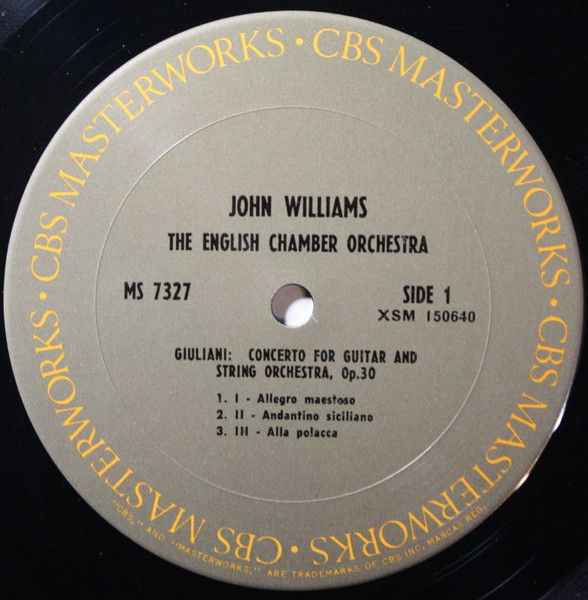 CBS MASTERWORKS • CBS MASTERWORKS • CBS MASTERWORKS • CBS MASTERWORKS • CBS MASTERWORKS •
JOHN WILLIAMS
THE ENGLISH CHAMBER ORCHESTRA
MS 7327
SIDE 1
XSM 150640
GIULIANI: CONCERTO FOR GUITAR AND
STRING ORCHESTRA, Op.30
1. I - Allegro maestoso
2. II - Andantino siciliano
3. III - Alla polacca
"CBS," AND "MASTERWORKS," ARE TRADEMARKS OF CBS INC. MARCAS REG.